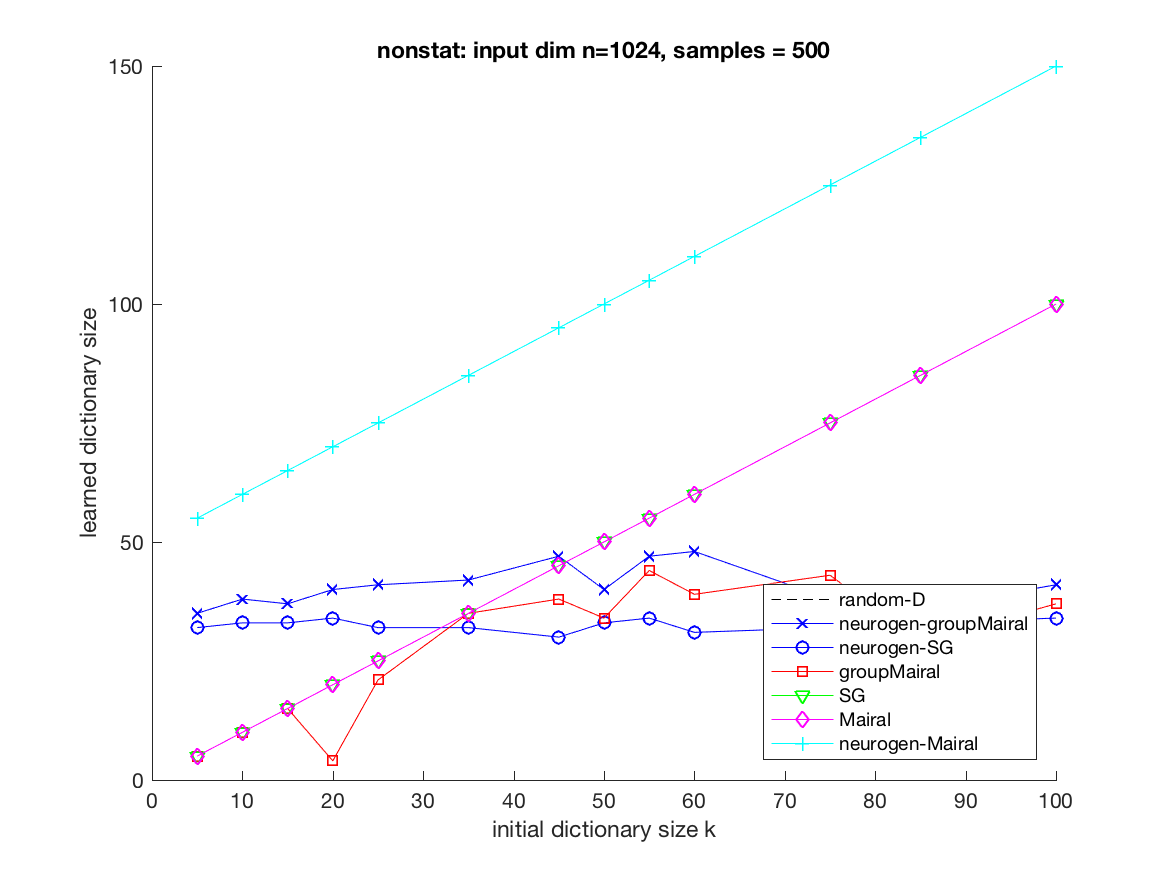 nonstat: input dim n=1024, samples = 500
150
100
50
0
learned dictionary size
random-D
neurogen-groupMairal
neurogen-SG
groupMairal
SG
Mairal
neurogen-Mairal
0 10 20 30 40 50 60 70 80 90 100
initial dictionary size k